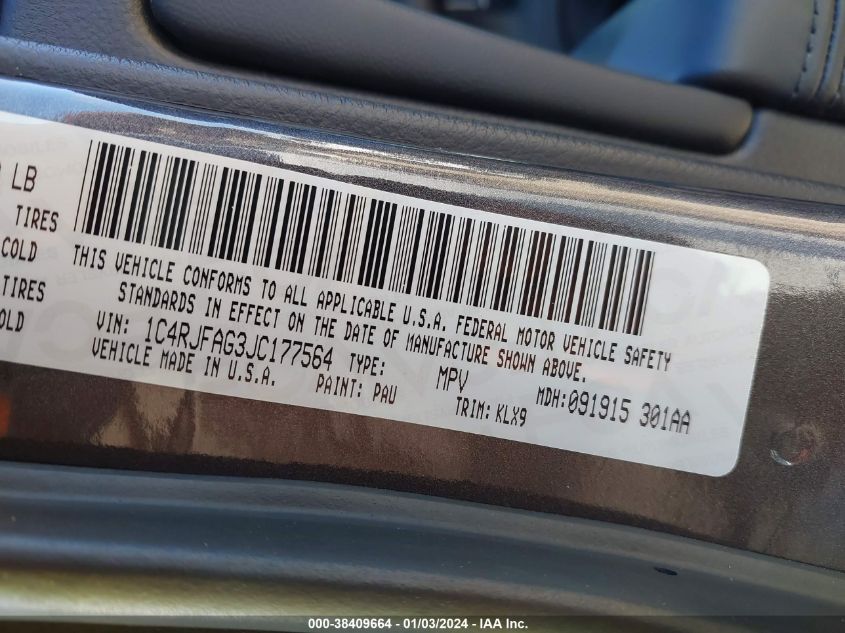 LB
TIRES
COLD
TIRES
OLD
THIS VEHICLE CONFORMS TO ALL APPLICABLE U.S.A. FEDERAL MOTOR VEHICLE SAFETY
STANDARDS IN EFFECT ON THE DATE OF MANUFACTURE SHOWN ABOVE.
VIN: 1C4RJFAG3JC177564 TYPE: MPV MDH:091915 301AA
VEHICLE MADE IN U.S.A. PAINT: PAU TRIM: KLX9
000-38409664 - 01/03/2024 - IAA Inc.